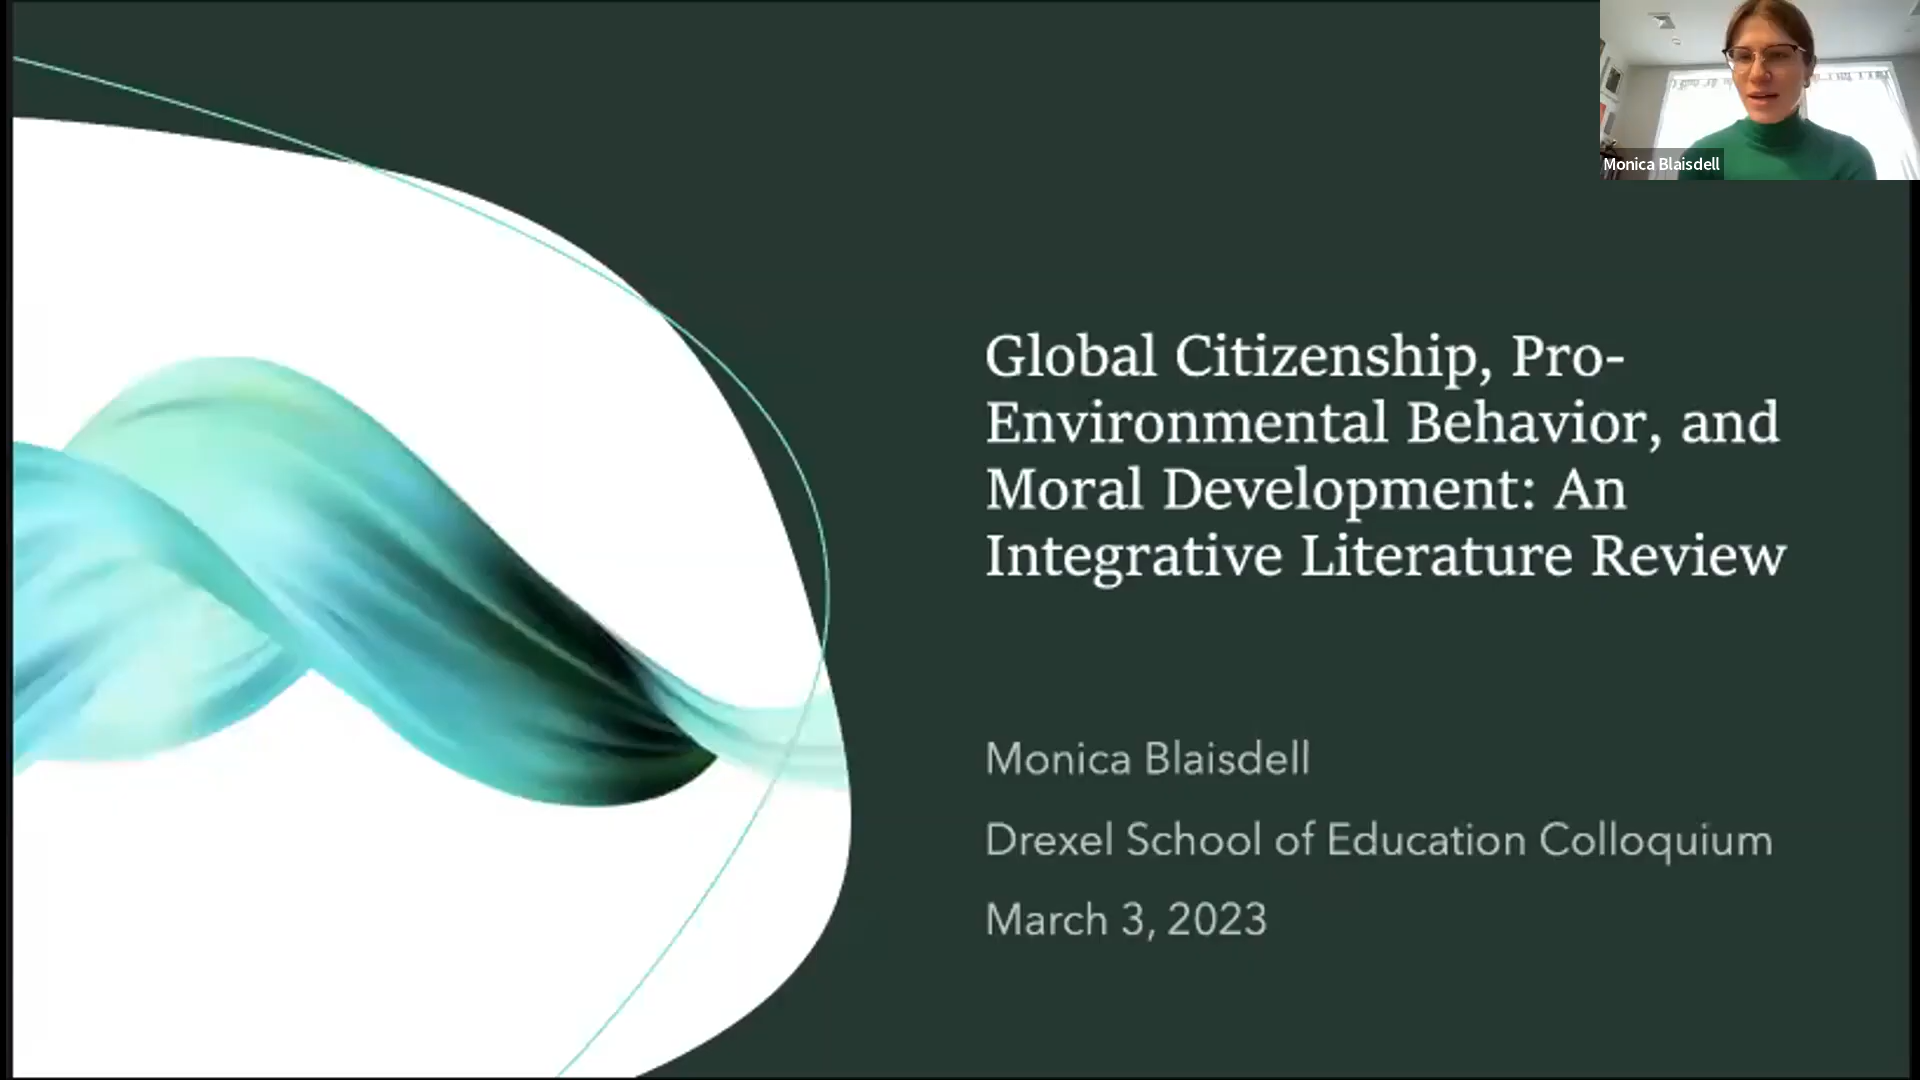 Monica Blaisdell
Global Citizenship, Pro-
Environmental Behavior, and
Moral Development: An
Integrative Literature Review
Monica Blaisdell
Drexel School of Education Colloquium
March 3, 2023